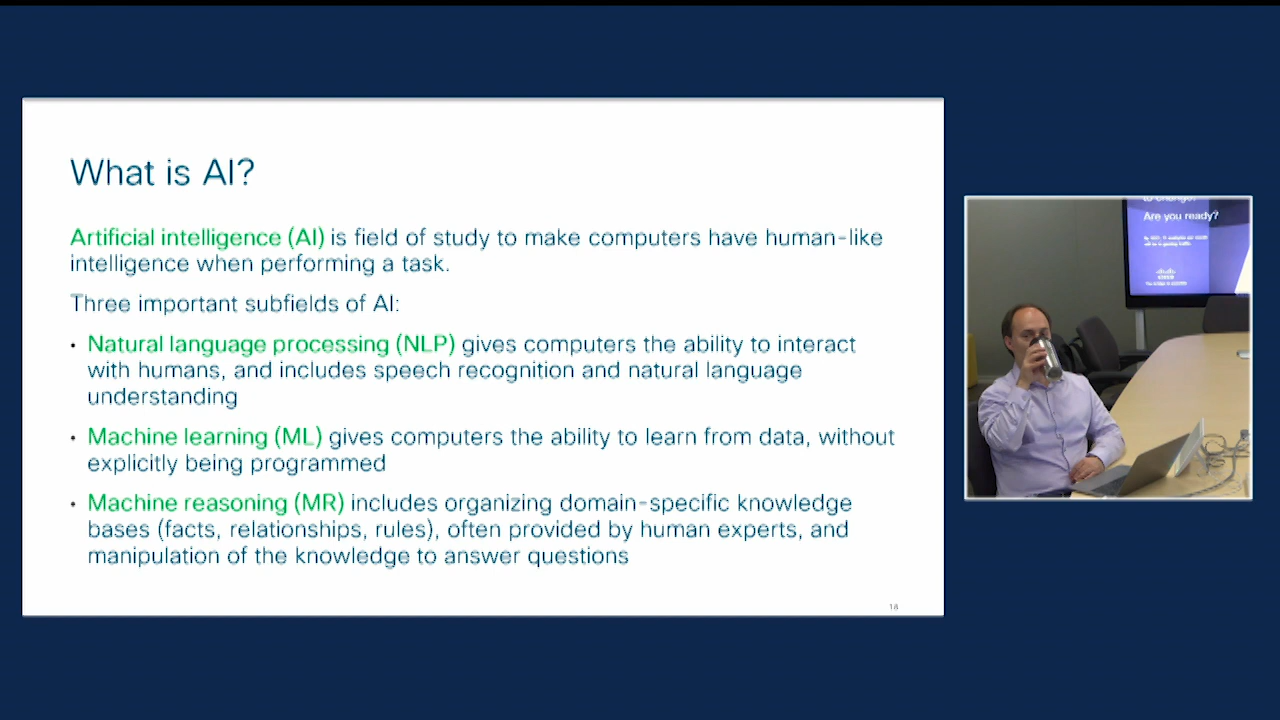 What is AI?
Artificial intelligence (AI) is field of study to make computers have human-like
intelligence when performing a task.
Three important subfields of AI:
• Natural language processing (NLP) gives computers the ability to interact
with humans, and includes speech recognition and natural language
understanding
• Machine learning (ML) gives computers the ability to learn from data, without
explicitly being programmed
• Machine reasoning (MR) includes organizing domain-specific knowledge
bases (facts, relationships, rules), often provided by human experts, and
manipulation of the knowledge to answer questions
18
to change.
Are you ready?
cisco